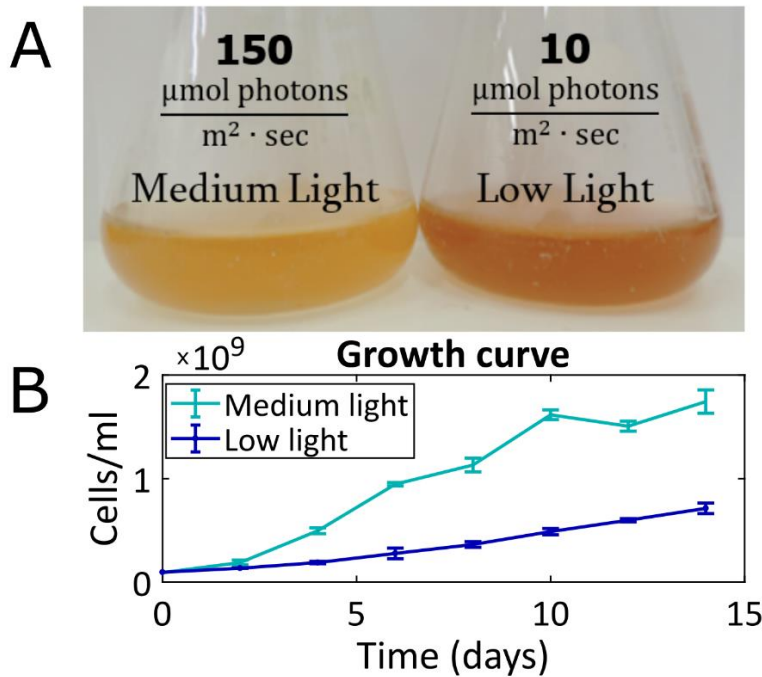 A
150
µmol photons
m² · sec
Medium Light
10
µmol photons
m² · sec
Low Light
B
×10⁹
Growth curve
Medium light
Low light
Cells/ml
2
1
0
0
5
10
15
Time (days)